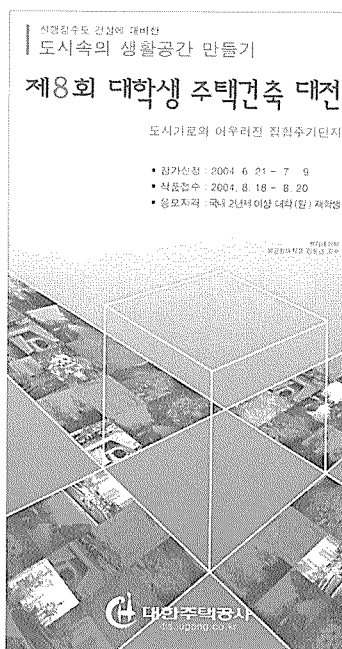 신행정수도 건설에 대비한
도시속의 생활공간 만들기
제8회 대학생 주택건축 대전
도시가로와 어우러진 집합주거단지
• 참가신청 : 2004. 6. 21 - 7. 9
• 작품접수 : 2004. 8. 18 - 8. 20
• 응모자격 : 국내 2년제 이상 대학(원) 재학생
대한주택공사